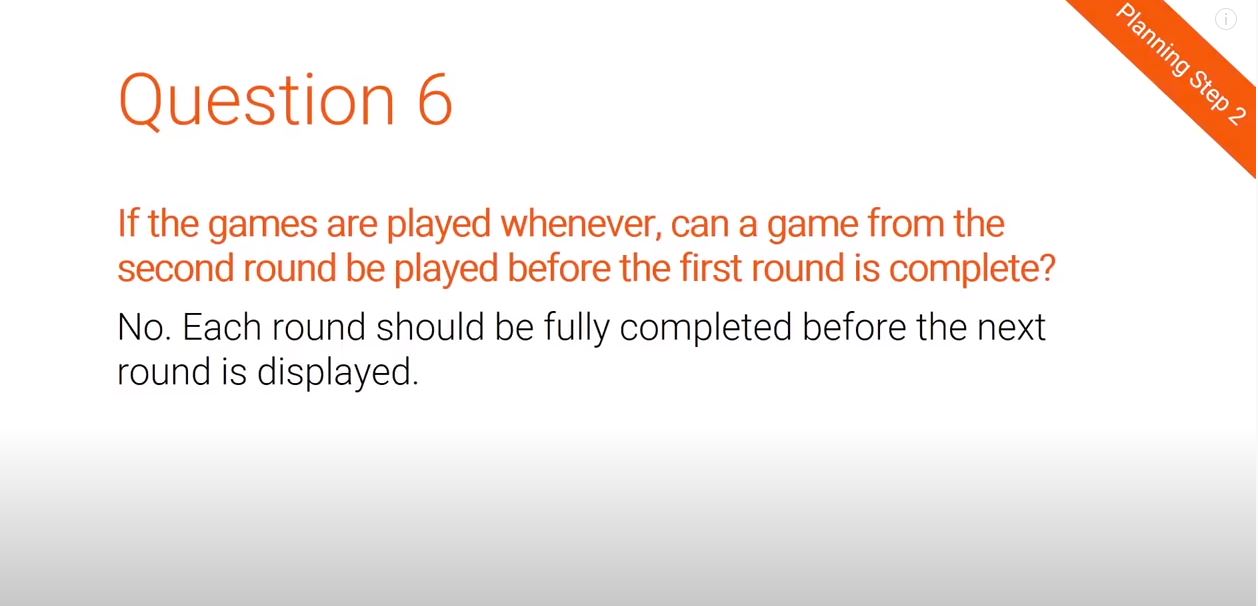 Planning Step 2
Question 6
If the games are played whenever, can a game from the
second round be played before the first round is complete?
No. Each round should be fully completed before the next
round is displayed.